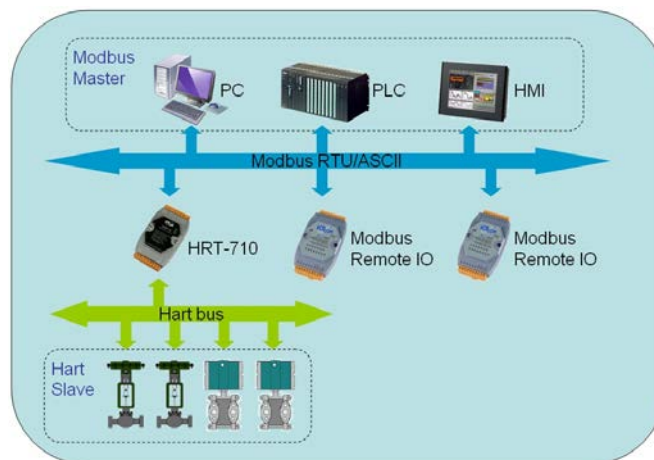 Modbus
Master
PC
PLC
HMI
Modbus RTU/ASCII
HRT-710
Modbus
Remote IO
Modbus
Remote IO
Hart bus
Hart
Slave